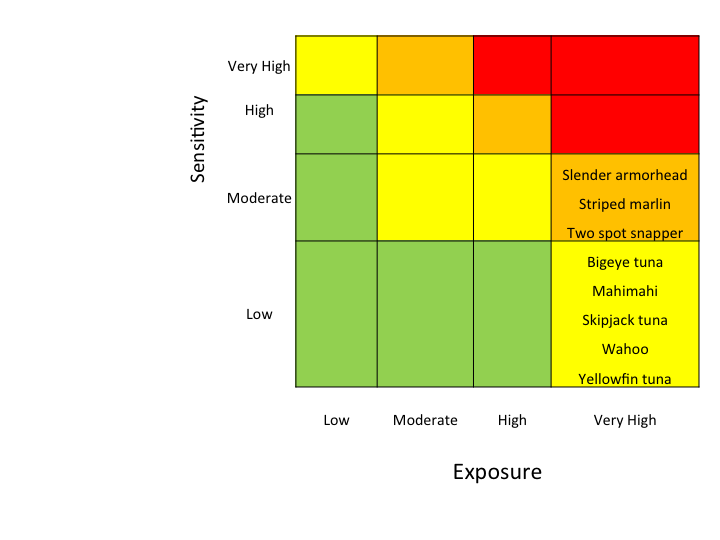 Sensitivity
Very High
High
Moderate
Low
Slender armorhead
Striped marlin
Two spot snapper
Bigeye tuna
Mahimahi
Skipjack tuna
Wahoo
Yellowfin tuna
Low Moderate High Very High
Exposure